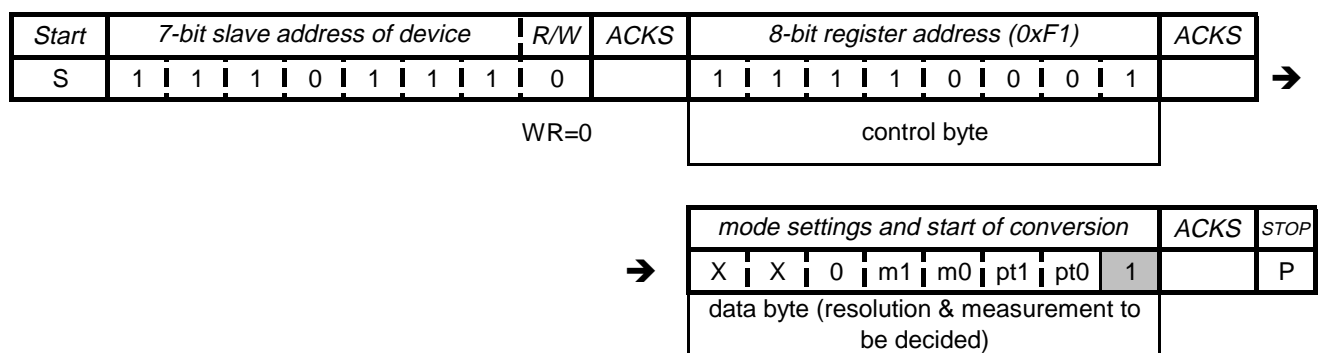 Start 7-bit slave address of device R/W ACKS 8-bit register address (0xF1) ACKS
S 1 1 1 0 1 1 1 0 1 1 1 1 0 0 0 1 ➔
WR=0 control byte
mode settings and start of conversion ACKS STOP
➔ X X 0 m1 m0 pt1 pt0 1 P
data byte (resolution & measurement to
be decided)